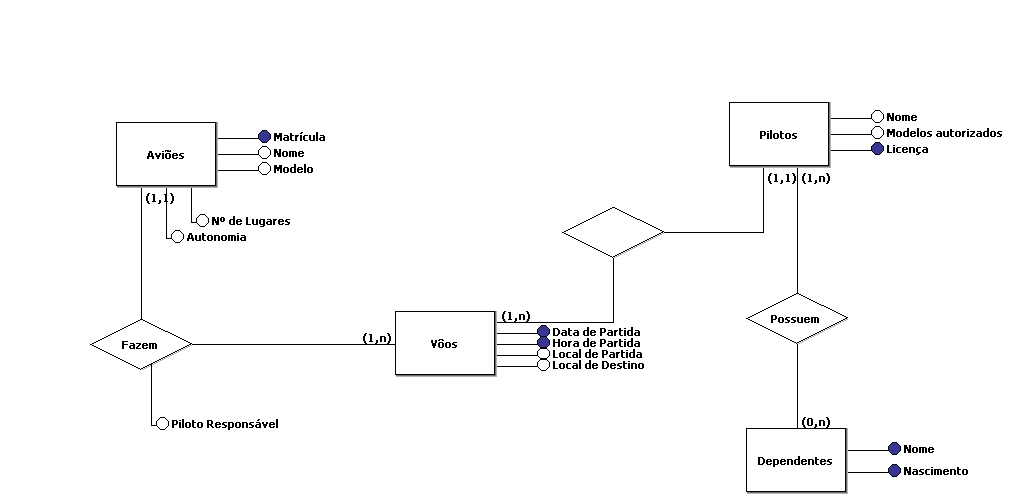 Aviões
Matrícula
Nome
Modelo
(1,1)
Nº de Lugares
Autonomia
Pilotos
Nome
Modelos autorizados
Licença
(1,1) (1,n)
Fazem
(1,n)
Piloto Responsável
Vôos
(1,n)
Data de Partida
Hora de Partida
Local de Partida
Local de Destino
Possuem
(0,n)
Dependentes
Nome
Nascimento